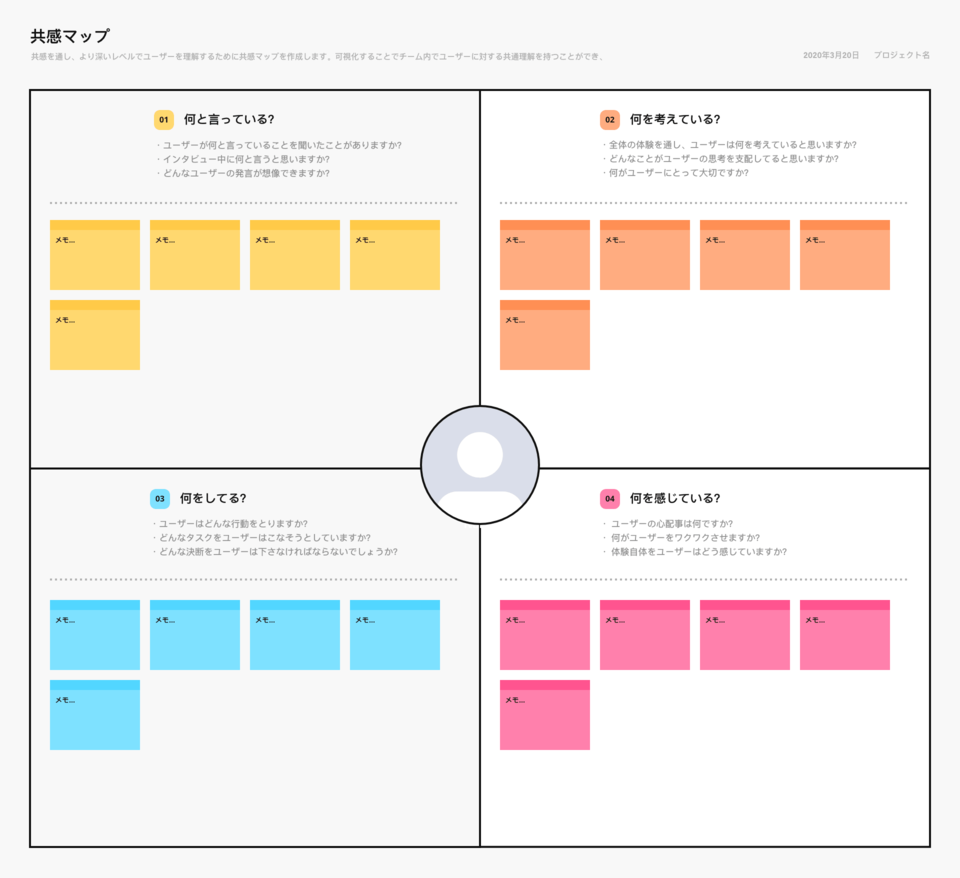 共感マップ
共感を通し、より深いレベルでユーザーを理解するために共感マップを作成します。可視化することでチーム内でユーザーに対する共通理解を持つことができ.
2020年3月20日 プロジェクト名
01 何と言っている?
・ユーザーが何と言っていることを聞いたことがありますか?
・インタビュー中に何と言うと思いますか?
・どんなユーザーの発言が想像できますか?
メモ... メモ... メモ... メモ...
メモ...
02 何を考えている?
・全体の体験を通し、ユーザーは何を考えていると思いますか?
・どんなことがユーザーの思考を支配してると思いますか?
・何がユーザーにとって大切ですか?
メモ... メモ... メモ... メモ...
メモ...
03 何をしてる?
・ユーザーはどんな行動をとりますか?
・どんなタスクをユーザーはこなそうとしていますか?
・どんな決断をユーザーは下さなければならないでしょうか?
メモ... メモ... メモ... メモ...
メモ...
04 何を感じている?
・ ユーザーの心配事は何ですか?
・ 何がユーザーをワクワクさせますか?
・ 体験自体をユーザーはどう感じていますか?
メモ... メモ... メモ... メモ...
メモ...